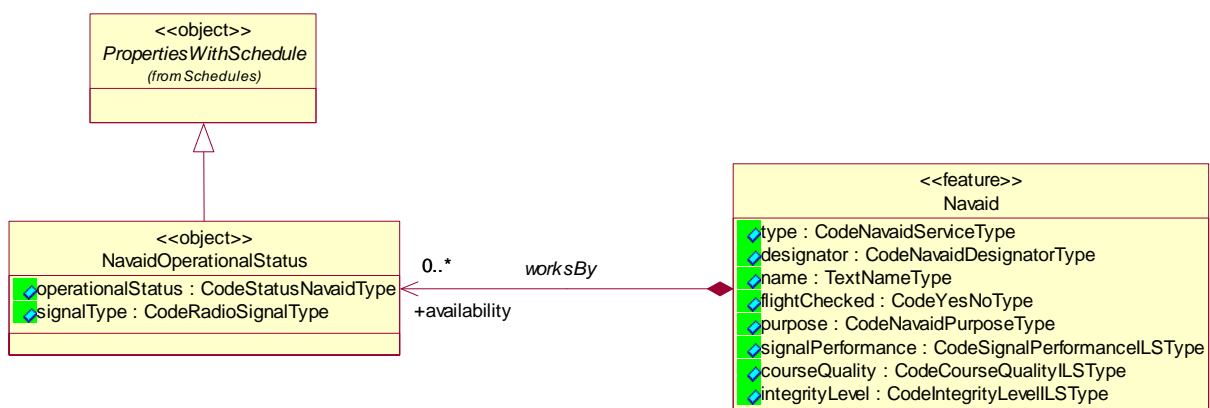 <<object>>
PropertiesWithSchedule
(from Schedules)
<<object>>
NavaidOperationalStatus
operationalStatus : CodeStatusNavaidType
signalType : CodeRadioSignalType
0..*
worksBy
+availability
<<feature>>
Navaid
type : CodeNavaidServiceType
designator : CodeNavaidDesignatorType
name : TextNameType
flightChecked : CodeYesNoType
purpose : CodeNavaidPurposeType
signalPerformance : CodeSignalPerformanceILSType
courseQuality : CodeCourseQualityILSType
integrityLevel : CodeIntegrityLevelILSType